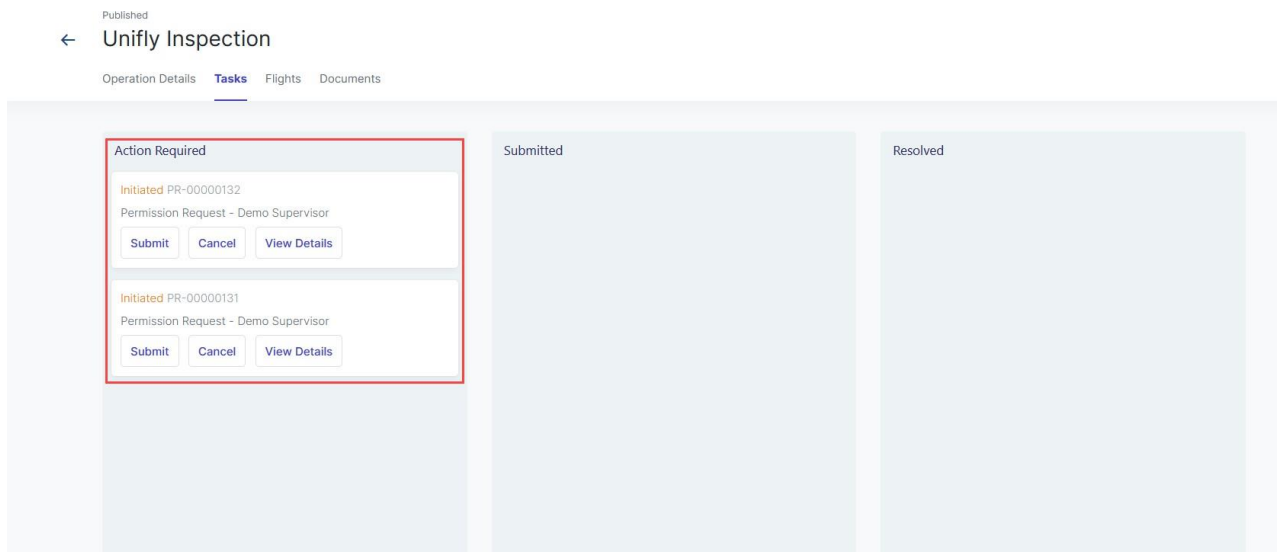 Published
← Unifly Inspection
Operation Details Tasks Flights Documents
Action Required
Initiated PR-00000132
Permission Request - Demo Supervisor
Submit Cancel View Details
Initiated PR-00000131
Permission Request - Demo Supervisor
Submit Cancel View Details
Submitted
Resolved